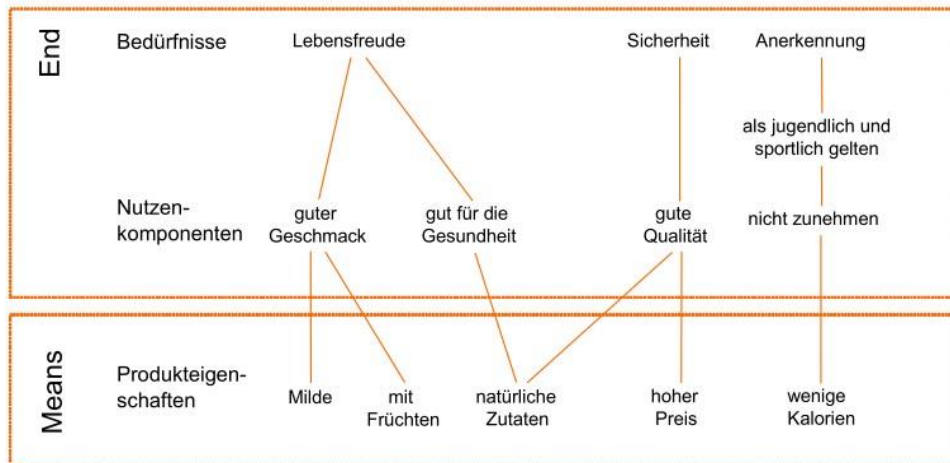 End
Bedürfnisse
Lebensfreude
Sicherheit
Anerkennung
als jugendlich und
sportlich gelten
Nutzen-
komponenten
guter
Geschmack
gut für die
Gesundheit
gute
Qualität
nicht zunehmen
Means
Produkteigen-
schaften
Milde
mit
Früchten
natürliche
Zutaten
hoher
Preis
wenige
Kalorien